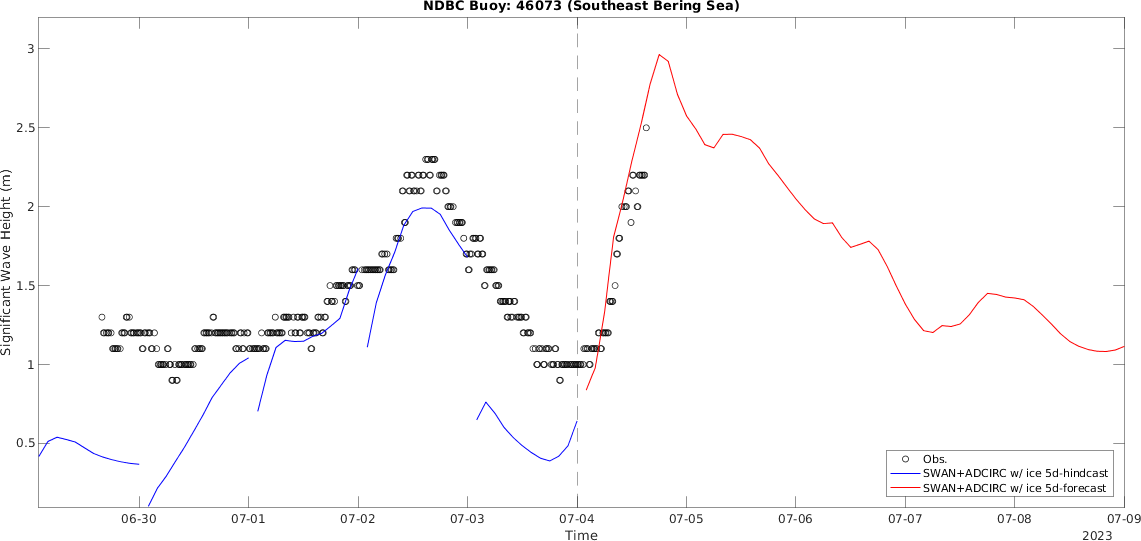 NDBC Buoy: 46073 (Southeast Bering Sea)
Significant Wave Height (m)
3
2.5
2
1.5
1
0.5
Obs.
SWAN+ADCIRC w/ ice 5d-hindcast
SWAN+ADCIRC w/ ice 5d-forecast
06-30 07-01 07-02 07-03 07-04 07-05 07-06 07-07 07-08 07-09
Time
2023